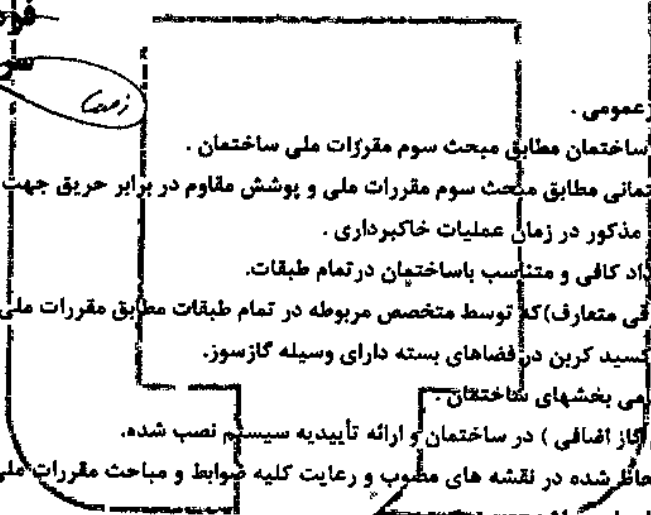 زعمومی .
ساختمان مطابق مبحث سوم مقررات ملی ساختمان .
تمانی مطابق مبحث سوم مقررات ملی و پوشش مقاوم در برابر حریق جهت
مذکور در زمان عملیات خاکبرداری .
داد کافی و متناسب باساختمان درتمام طبقات.
فی متعارف)که توسط متخصص مربوطه در تمام طبقات مطابق مقررات ملی
کسید کربن در فضاهای بسته دارای وسیله گازسوز.
می بخشهای ساختمان .
گاز اضافی ) در ساختمان و ارائه تأییدیه سیستم نصب شده.
حاظ شده در نقشه های مصوب و رعایت کلیه ضوابط و مباحث مقررات ملی